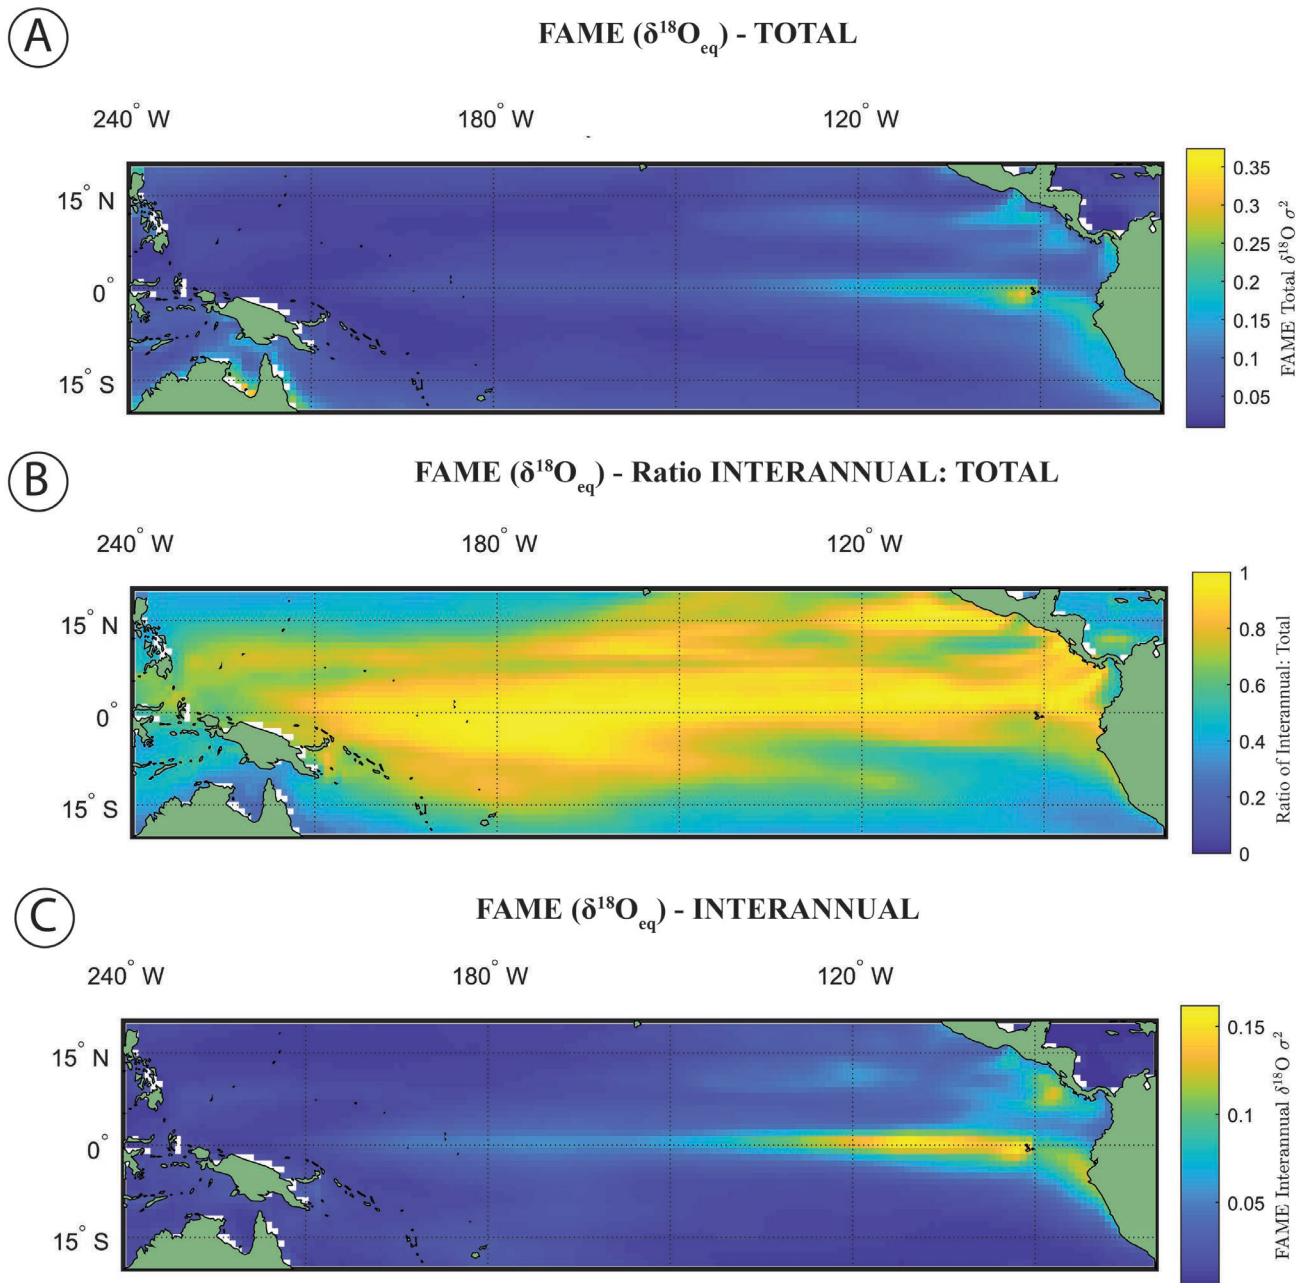 A
FAME (δ¹⁸Oeq) - TOTAL
240° W 180° W 120° W
15° N
0°
15° S
0.35
0.3
0.25
0.2
0.15
0.1
0.05
FAME Total δ¹⁸O σ²
B
FAME (δ¹⁸Oeq) - Ratio INTERANNUAL: TOTAL
240° W 180° W 120° W
15° N
0°
15° S
1
0.8
0.6
0.4
0.2
0
Ratio of Interannual: Total
C
FAME (δ¹⁸Oeq) - INTERANNUAL
240° W 180° W 120° W
15° N
0°
15° S
0.15
0.1
0.05
FAME Interannual δ¹⁸O σ²